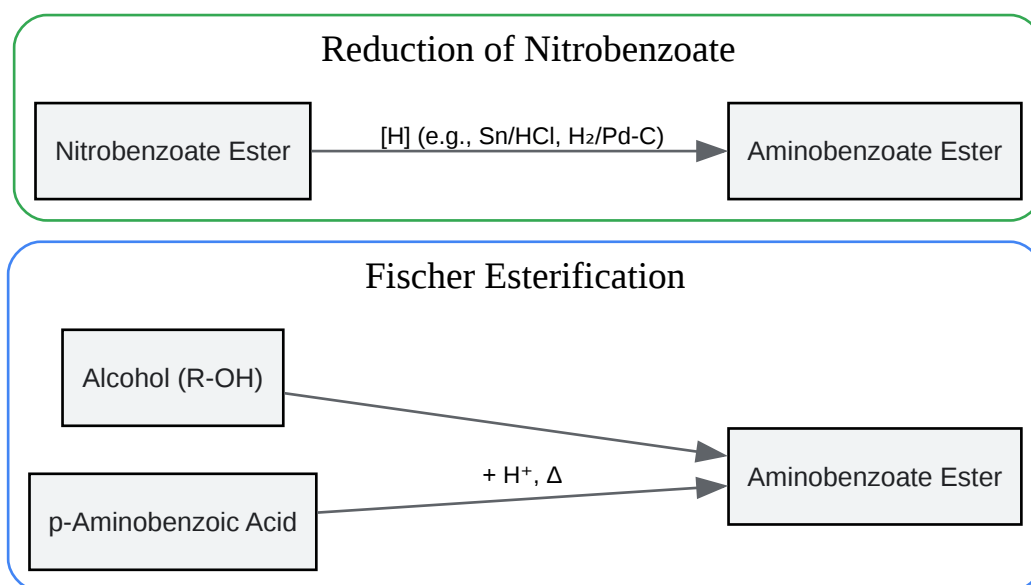 Reduction of Nitrobenzoate
Nitrobenzoate Ester
[H] (e.g., Sn/HCl, H₂/Pd-C)
Aminobenzoate Ester
Fischer Esterification
Alcohol (R-OH)
p-Aminobenzoic Acid
+ H⁺, Δ
Aminobenzoate Ester